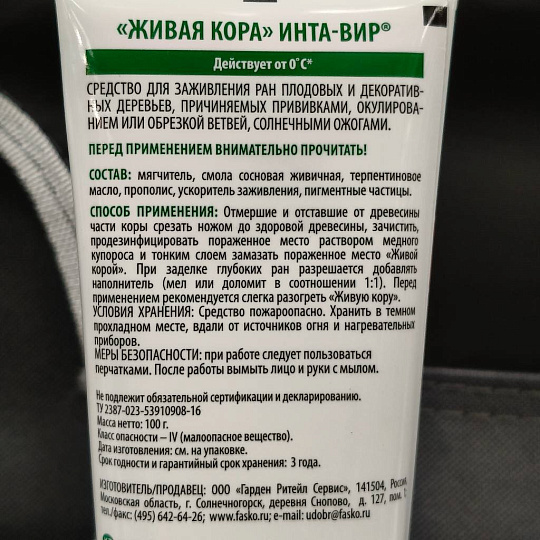 «ЖИВАЯ КОРА» ИНТА-ВИР®
Действует от 0°С*
СРЕДСТВО ДЛЯ ЗАЖИВЛЕНИЯ РАН ПЛОДОВЫХ И ДЕКОРАТИВ-
НЫХ ДЕРЕВЬЕВ, ПРИЧИНЯЕМЫХ ПРИВИВКАМИ, ОКУЛИРОВА-
НИЕМ ИЛИ ОБРЕЗКОЙ ВЕТВЕЙ, СОЛНЕЧНЫМИ ОЖОГАМИ.
ПЕРЕД ПРИМЕНЕНИЕМ ВНИМАТЕЛЬНО ПРОЧИТАТЬ!
СОСТАВ: мягчитель, смола сосновая живичная, терпентиновое
масло, прополис, ускоритель заживления, пигментные частицы.
СПОСОБ ПРИМЕНЕНИЯ: Отмершие и отставшие от древесины
части коры срезать ножом до здоровой древесины, зачистить,
продезинфицировать пораженное место раствором медного
купороса и тонким слоем замазать пораженное место «Живой
корой». При заделке глубоких ран разрешается добавлять
наполнитель (мел или доломит в соотношении 1:1). Перед
применением рекомендуется слегка разогреть «Живую кору».
УСЛОВИЯ ХРАНЕНИЯ: Средство пожароопасно. Хранить в темном
прохладном месте, вдали от источников огня и нагревательных
приборов.
МЕРЫ БЕЗОПАСНОСТИ: при работе следует пользоваться
перчатками. После работы вымыть лицо и руки с мылом.
Не подлежит обязательной сертификации и декларированию.
ТУ 2387-023-53910908-16
Масса нетто: 100 г.
Класс опасности – IV (малоопасное вещество).
Дата изготовления: см. на упаковке.
Срок годности и гарантийный срок хранения: 3 года.
ИЗГОТОВИТЕЛЬ/ПРОДАВЕЦ: ООО «Гарден Ритейл Сервис», 141504,
Московская область, г. Солнечногорск, деревня Снопово, д. 127, пом.
тел./факс: (495) 642-64-26; www.fasko.ru; e-mail: udobr@fasko.ru